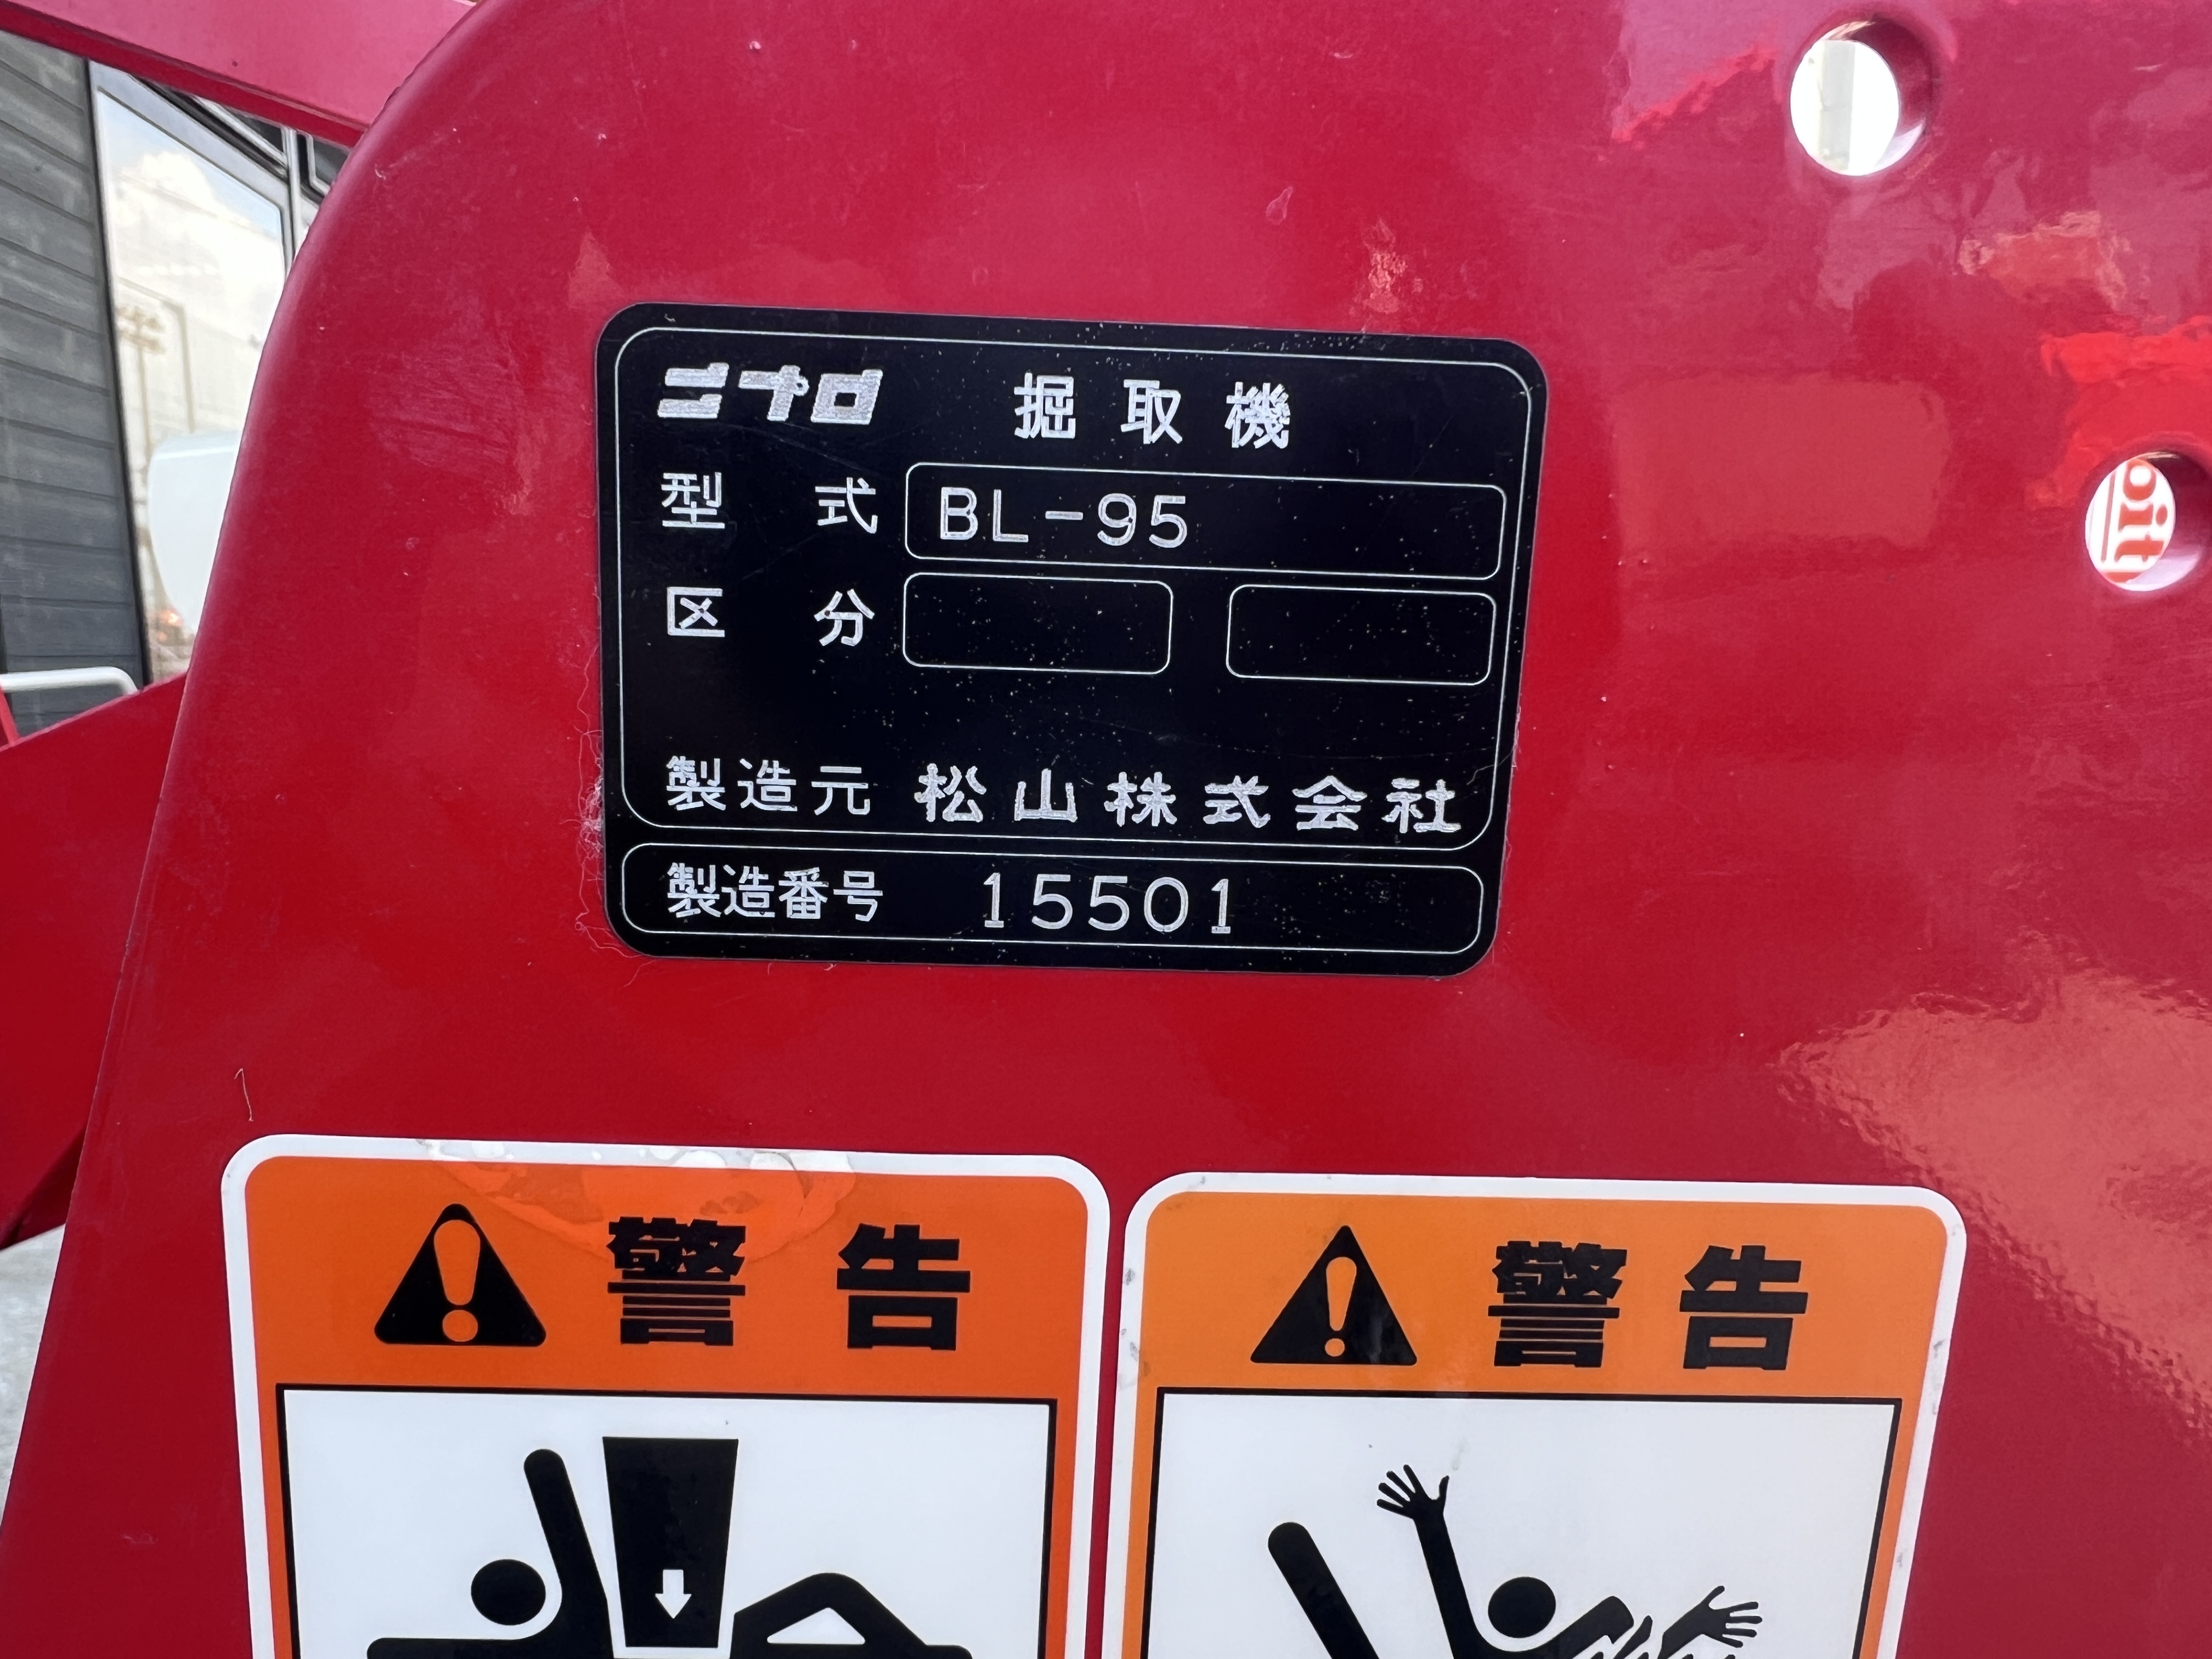 ニプロ 掘取機
型式 BL-95
区分
製造元 松山株式会社
製造番号 15501
警告
警告
oit